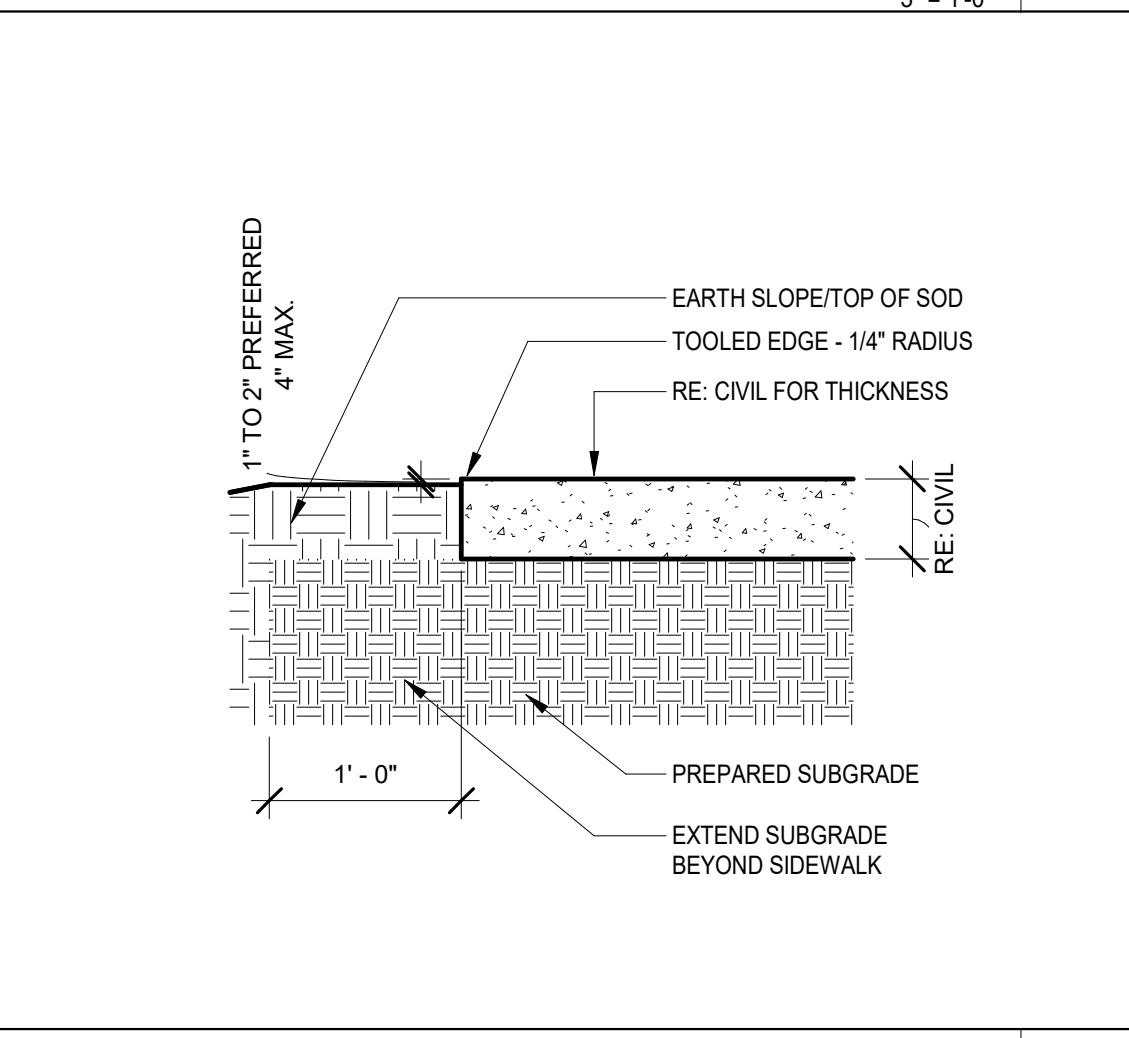 1" TO 2" PREFERRED
4" MAX.
EARTH SLOPE/TOP OF SOD
TOOLED EDGE - 1/4" RADIUS
RE: CIVIL FOR THICKNESS
RE: CIVIL
1' - 0"
PREPARED SUBGRADE
EXTEND SUBGRADE
BEYOND SIDEWALK